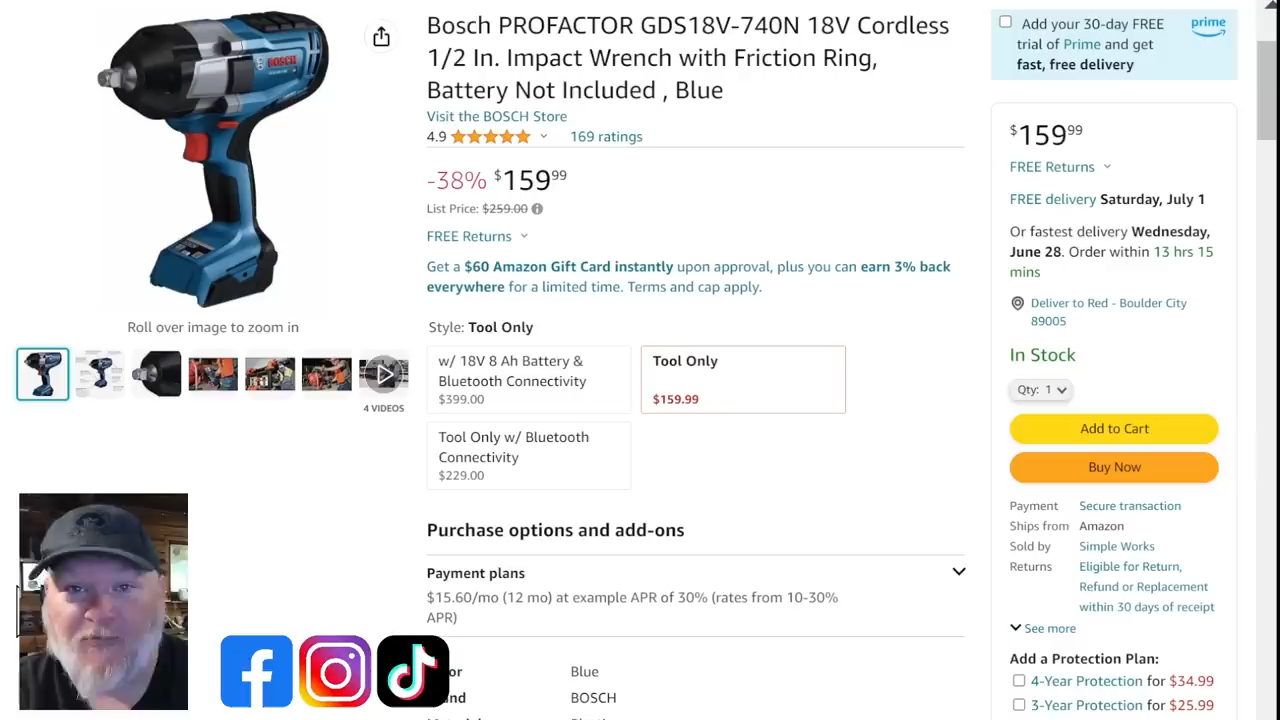 Bosch PROFACTOR GDS18V-740N 18V Cordless
1/2 In. Impact Wrench with Friction Ring,
Battery Not Included , Blue
Visit the BOSCH Store
4.9
169 ratings
-38% $15999
List Price: $259.00
FREE Returns
Get a $60 Amazon Gift Card instantly upon approval, plus you can earn 3% back
everywhere for a limited time. Terms and cap apply.
Style: Tool Only
w/ 18V 8 Ah Battery &
Bluetooth Connectivity
$399.00
Tool Only
$159.99
Tool Only w/ Bluetooth
Connectivity
$229.00
Purchase options and add-ons
Payment plans
$15.60/mo (12 mo) at example APR of 30% (rates from 10-30%
APR)
or
Blue
nd
BOSCH
BOSCH
Roll over image to zoom in
4 VIDEOS
Add your 30-day FREE
trial of Prime and get
fast, free delivery
prime
$15999
FREE Returns
FREE delivery Saturday, July 1
Or fastest delivery Wednesday,
June 28. Order within 13 hrs 15
mins
Deliver to Red - Boulder City
89005
In Stock
Qty: 1
Add to Cart
Buy Now
Payment Secure transaction
Ships from Amazon
Sold by Simple Works
Returns Eligible for Return,
Refund or Replacement
within 30 days of receipt
See more
Add a Protection Plan:
4-Year Protection for $34.99
3-Year Protection for $25.99